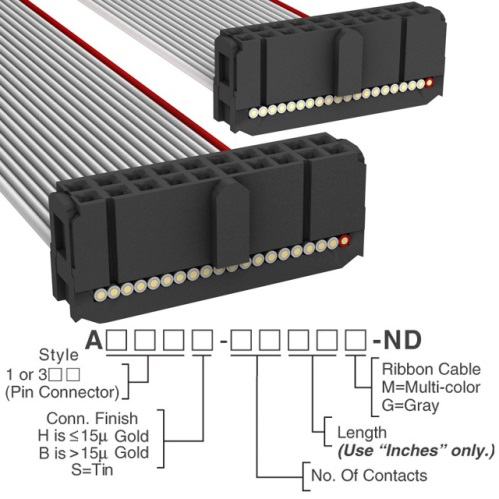 A□□□□-□□□□□-ND
Style
1 or 3□□
(Pin Connector)
Conn. Finish
H is ≤15µ Gold
B is >15µ Gold
S=Tin
Ribbon Cable
M=Multi-color
G=Gray
Length
(Use “Inches” only.)
No. Of Contacts